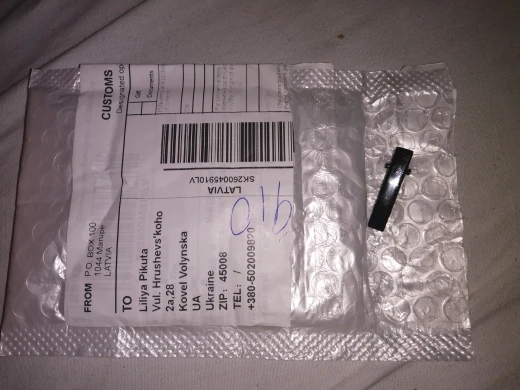 CUSTOMS
Designated op
Gift
Documents
SK260045910LV
LATVIA
910
FROM P.O. BOX 100
1044 Marupe
LATVIA
TO
Liliya Pikuta
Vul. Hrushevs'koho
2a,28
Kovel Volynska
UA
Ukraine
ZIP: 45008
TEL: /
+380-502009820